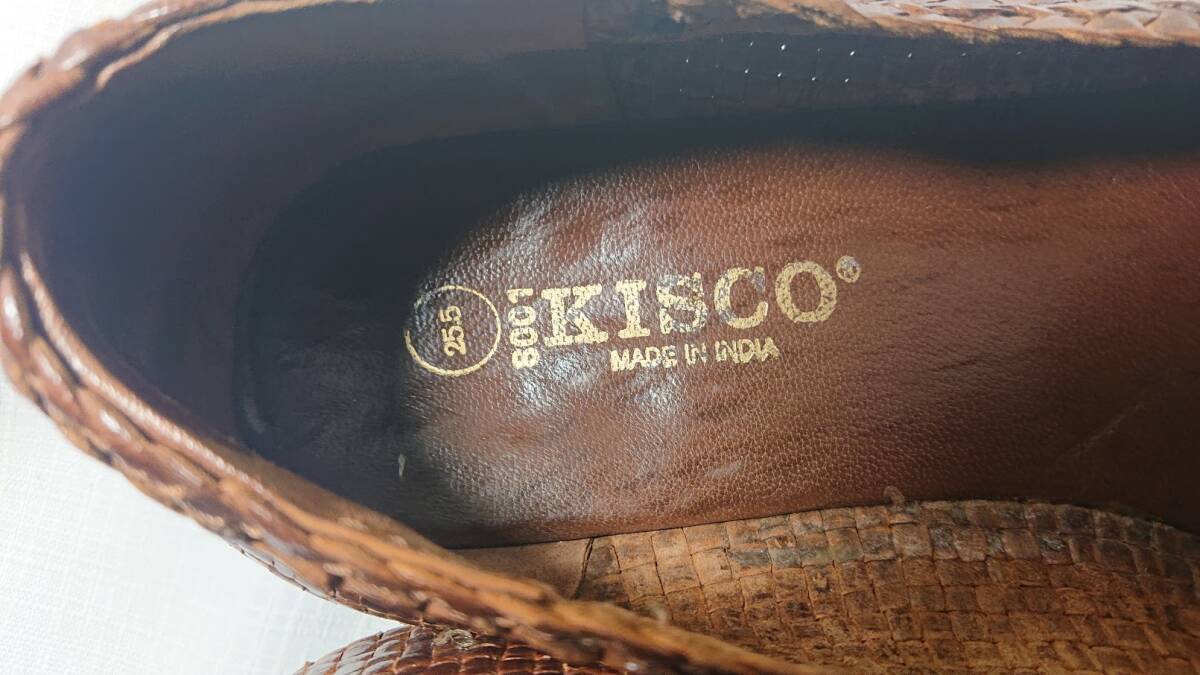 25.5
8001
KISCO®
MADE IN INDIA